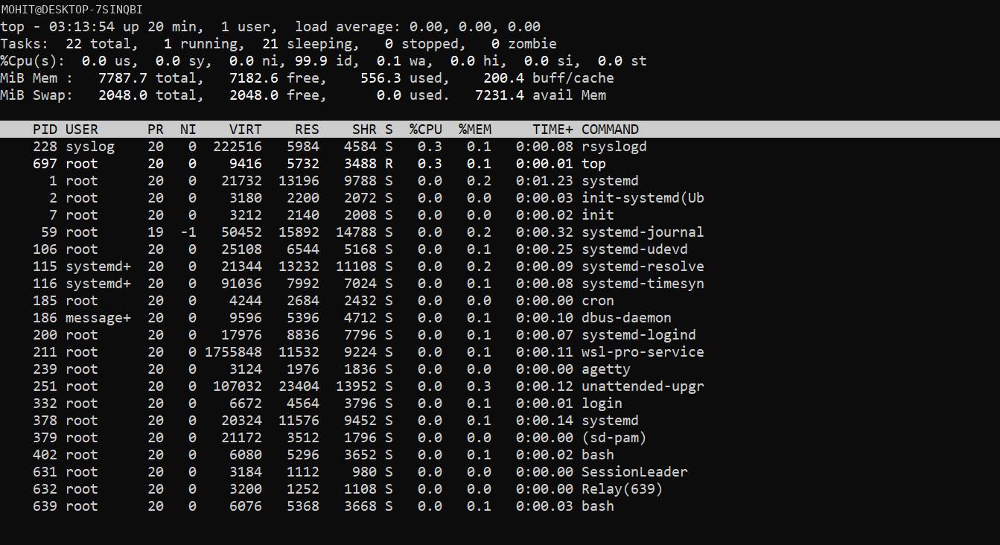 MOHIT@DESKTOP-7SINQBI
top - 03:13:54 up 20 min,  1 user,  load average: 0.00, 0.00, 0.00
Tasks:  22 total,   1 running,  21 sleeping,   0 stopped,   0 zombie
%Cpu(s):  0.0 us,  0.0 sy,  0.0 ni, 99.9 id,  0.1 wa,  0.0 hi,  0.0 si,  0.0 st
MiB Mem :   7787.7 total,   7182.6 free,    556.3 used,    200.4 buff/cache
MiB Swap:   2048.0 total,   2048.0 free,      0.0 used.   7231.4 avail Mem
    PID USER      PR  NI    VIRT    RES    SHR S  %CPU  %MEM     TIME+ COMMAND
    228 syslog    20   0  222516   5984   4584 S   0.3   0.1   0:00.08 rsyslogd
    697 root      20   0    9416   5732   3488 R   0.3   0.1   0:00.01 top
      1 root      20   0   21732  13196   9788 S   0.0   0.2   0:01.23 systemd
      2 root      20   0    3180   2200   2072 S   0.0   0.0   0:00.03 init-systemd(Ub
      7 root      20   0    3212   2140   2008 S   0.0   0.0   0:00.02 init
     59 root      19  -1   50452  15892  14788 S   0.0   0.2   0:00.32 systemd-journal
    106 root      20   0   25108   6544   5168 S   0.0   0.1   0:00.25 systemd-udevd
    115 systemd+  20   0   21344  13232  11108 S   0.0   0.2   0:00.09 systemd-resolve
    116 systemd+  20   0   91036   7992   7024 S   0.0   0.1   0:00.08 systemd-timesyn
    185 root      20   0    4244   2684   2432 S   0.0   0.0   0:00.00 cron
    186 message+  20   0    9596   5396   4712 S   0.0   0.1   0:00.10 dbus-daemon
    200 root      20   0   17976   8836   7796 S   0.0   0.1   0:00.07 systemd-logind
    211 root      20   0 1755848  11532   9224 S   0.0   0.1   0:00.11 wsl-pro-service
    239 root      20   0    3124   1976   1836 S   0.0   0.0   0:00.00 agetty
    251 root      20   0  107032  23404  13952 S   0.0   0.3   0:00.12 unattended-upgr
    332 root      20   0    6672   4564   3796 S   0.0   0.1   0:00.01 login
    378 root      20   0   20324  11576   9452 S   0.0   0.1   0:00.14 systemd
    379 root      20   0   21172   3512   1796 S   0.0   0.0   0:00.00 (sd-pam)
    402 root      20   0    6080   5296   3652 S   0.0   0.1   0:00.02 bash
    631 root      20   0    3184   1112    980 S   0.0   0.0   0:00.00 SessionLeader
    632 root      20   0    3200   1252   1108 S   0.0   0.0   0:00.00 Relay(639)
    639 root      20   0    6076   5368   3668 S   0.0   0.1   0:00.03 bash